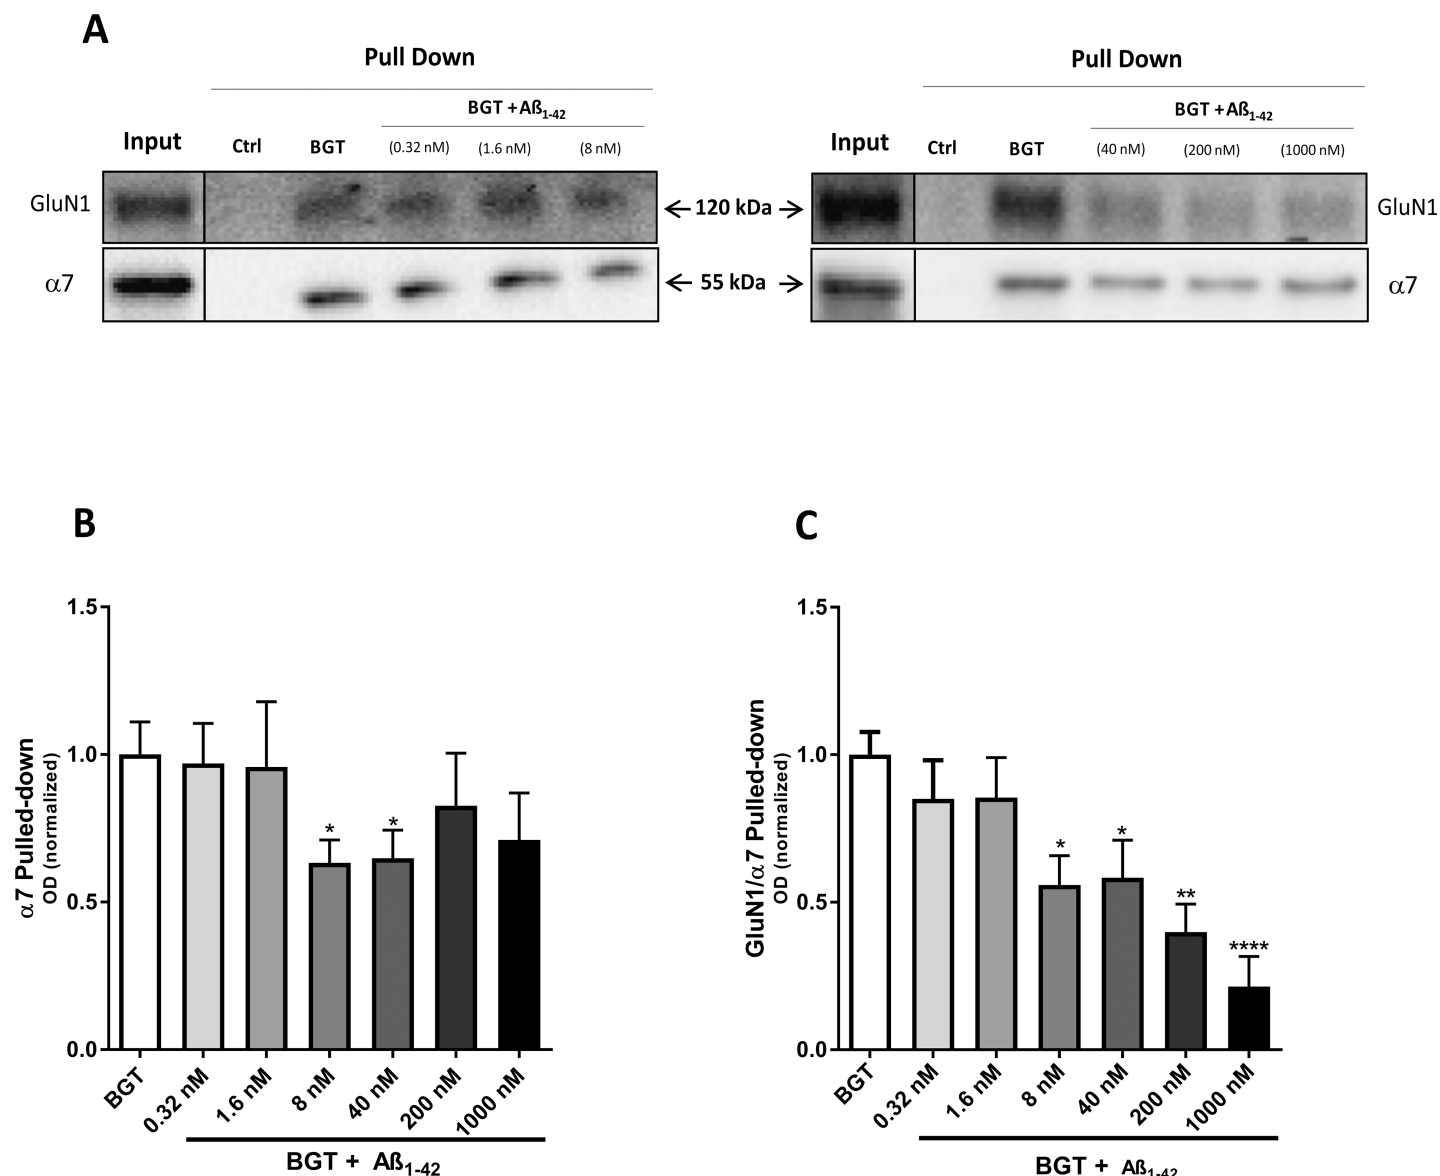 A
Pull Down
BGT +Aß1-42
Input Ctrl BGT (0.32 nM) (1.6 nM) (8 nM)
Pull Down
BGT +Aß1-42
Input Ctrl BGT (40 nM) (200 nM) (1000 nM)
GluN1 ← 120 kDa → GluN1
α7 ← 55 kDa → α7
B
α7 Pulled-down
OD (normalized)
1.5
1.0
0.5
0.0
* *
BGT 0.32 nM 1.6 nM 8 nM 40 nM 200 nM 1000 nM
BGT + Aß1-42
C
GluN1/α7 Pulled-down
OD (normalized)
1.5
1.0
0.5
0.0
* * ** ****
BGT 0.32 nM 1.6 nM 8 nM 40 nM 200 nM 1000 nM
BGT + Aß1-42